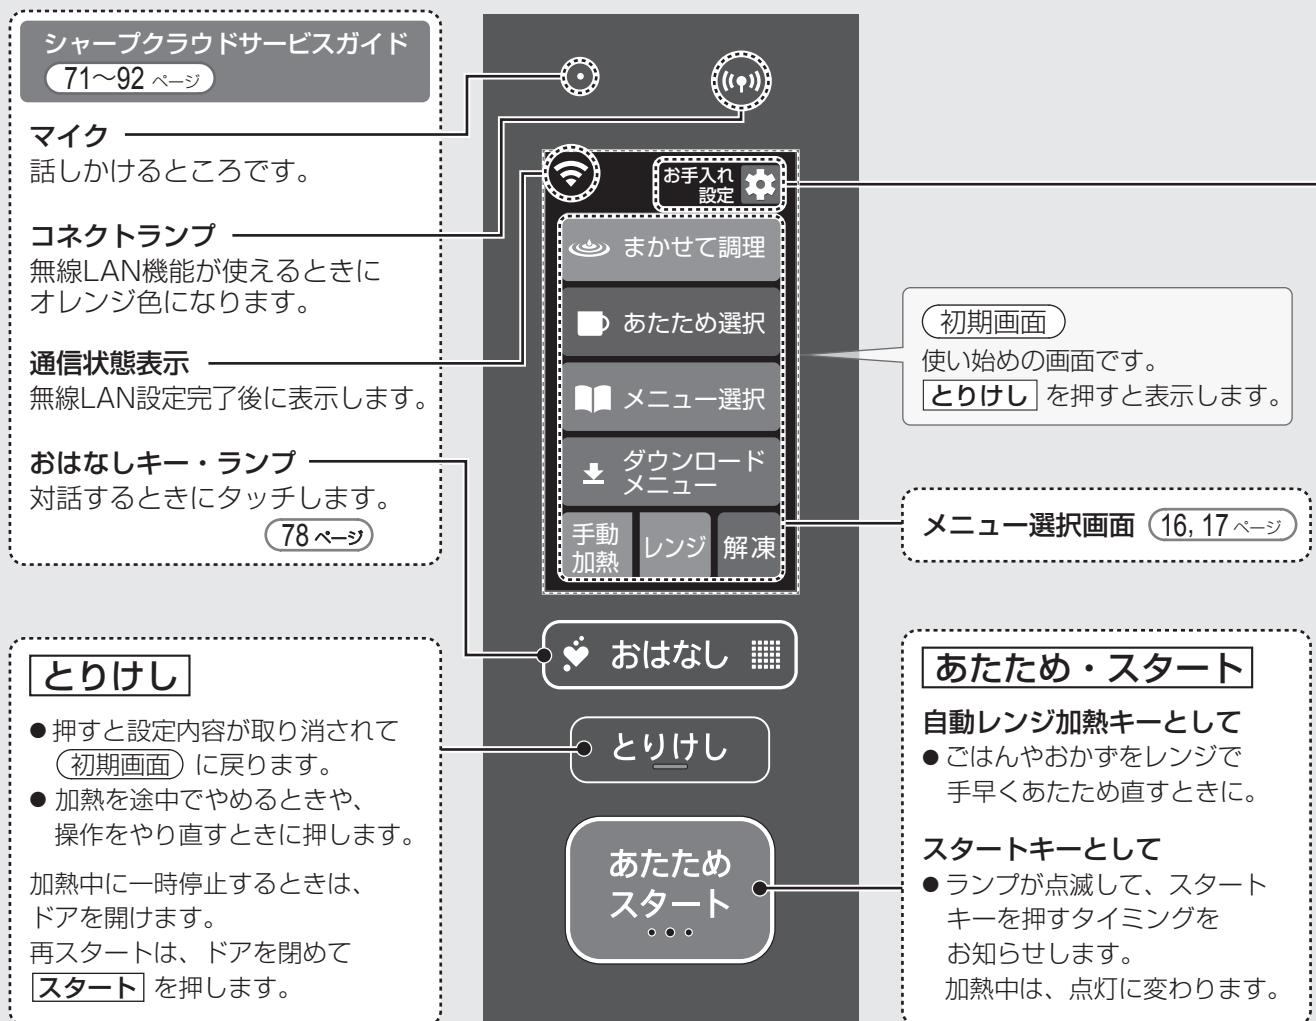 シャープクラウドサービスガイド
71〜92 ページ
マイク
話しかけるところです。
コネクトランプ
無線LAN機能が使えるときに
オレンジ色になります。
通信状態表示
無線LAN設定完了後に表示します。
おはなしキー・ランプ
対話するときにタッチします。
78 ページ
とりけし
● 押すと設定内容が取り消されて
初期画面 に戻ります。
● 加熱を途中でやめるときや、
操作をやり直すときに押します。
加熱中に一時停止するときは、
ドアを開けます。
再スタートは、ドアを閉めて
スタート を押します。
お手入れ
設定
まかせて調理
あたため選択
メニュー選択
ダウンロード
メニュー
手動
加熱
レンジ
解凍
おはなし
とりけし
あたため
スタート
初期画面
使い始めの画面です。
とりけし を押すと表示します。
メニュー選択画面 16, 17 ページ
あたため・スタート
自動レンジ加熱キーとして
● ごはんやおかずをレンジで
手早くあたため直すときに。
スタートキーとして
● ランプが点滅して、スタート
キーを押すタイミングを
お知らせします。
加熱中は、点灯に変わります。